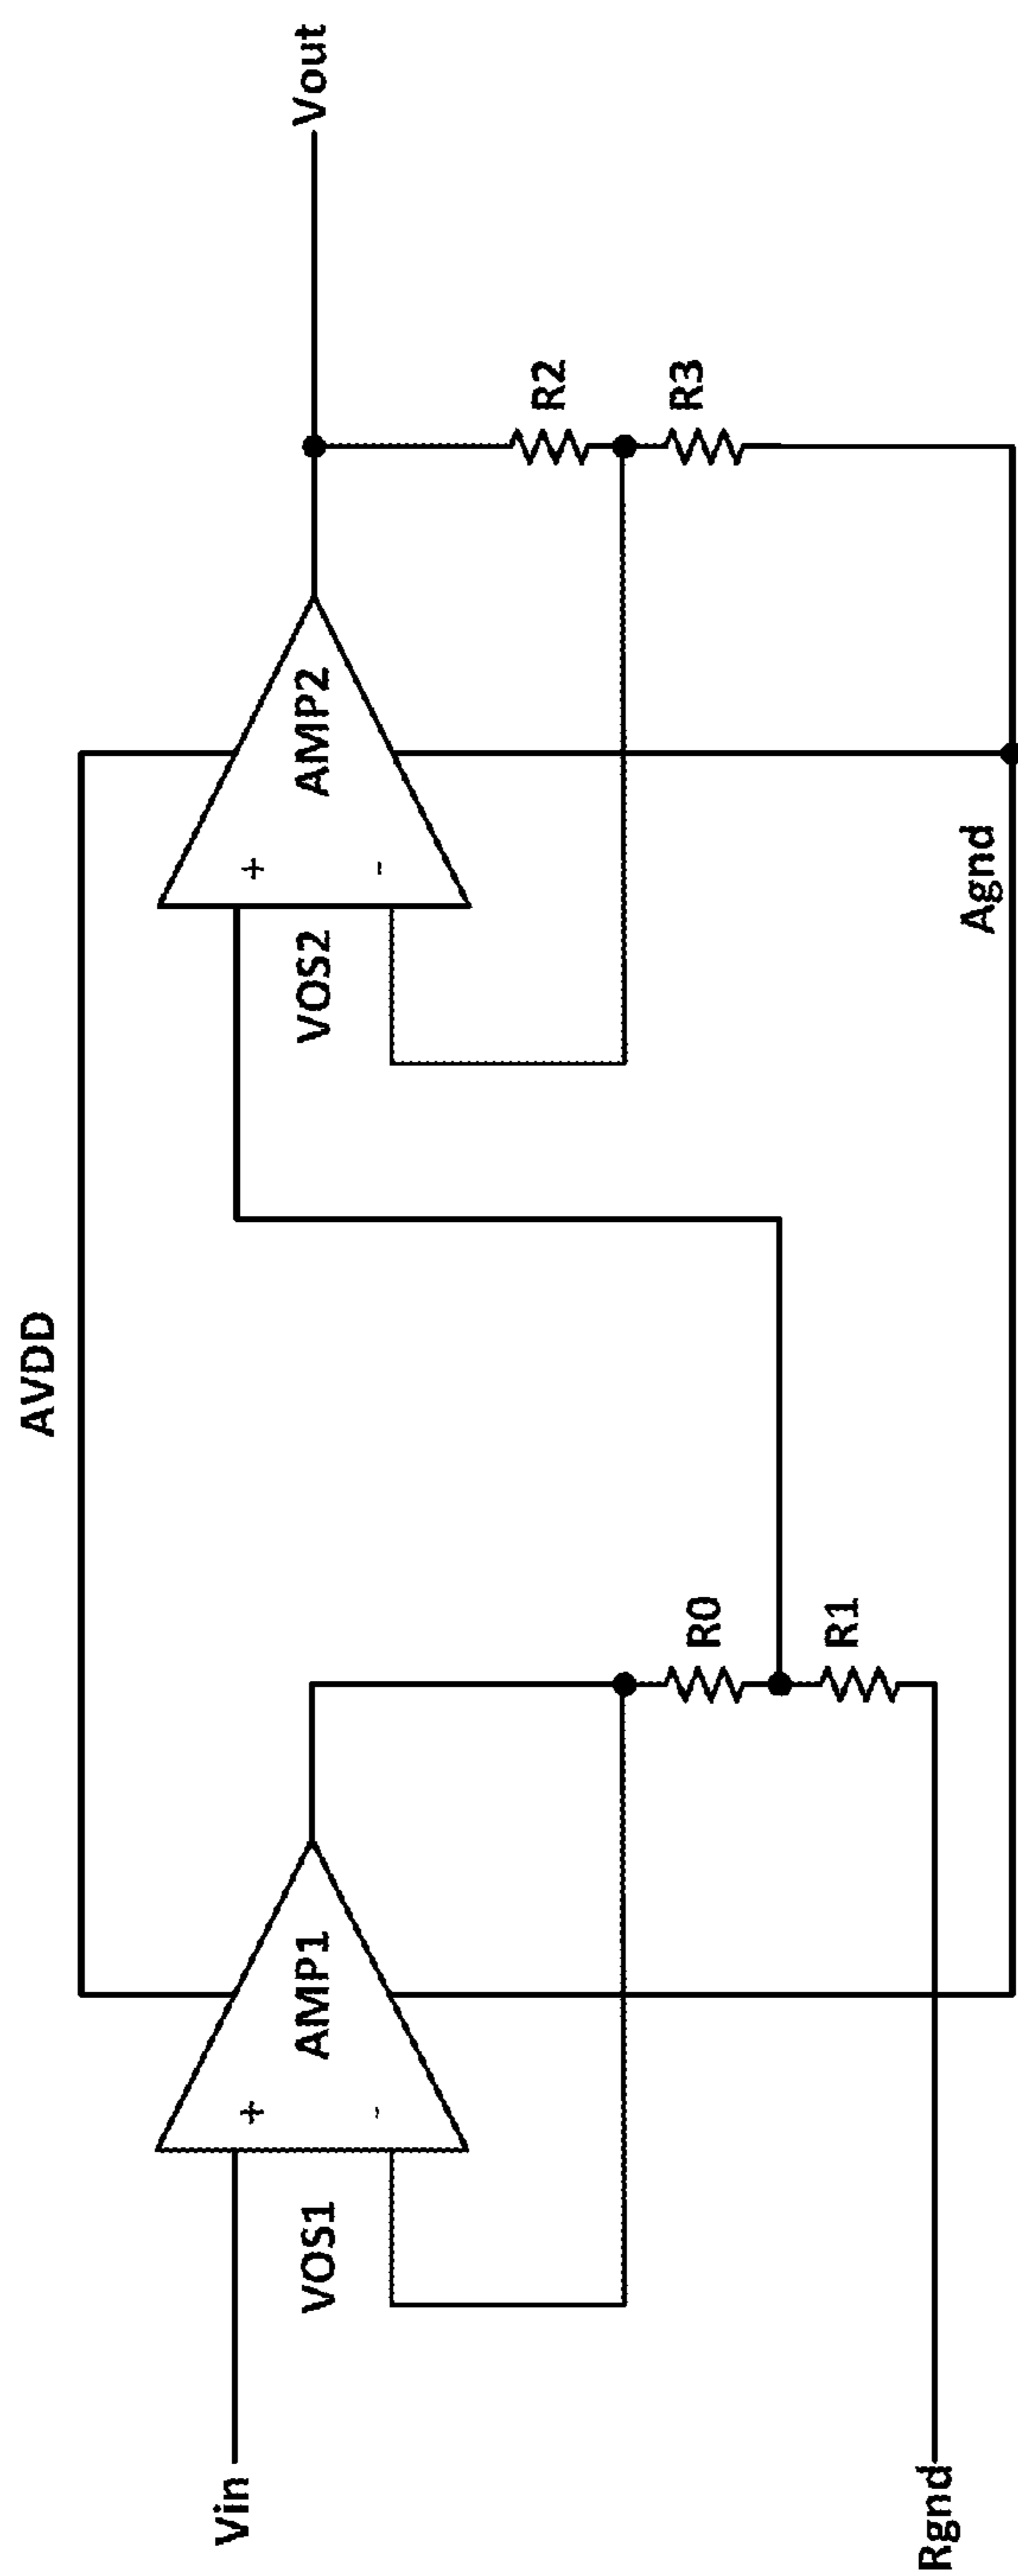 AVDD
Vin
+
-
VOS1
AMP1
R0
R1
Rgnd
+
-
VOS2
AMP2
Vout
R2
R3
Agnd